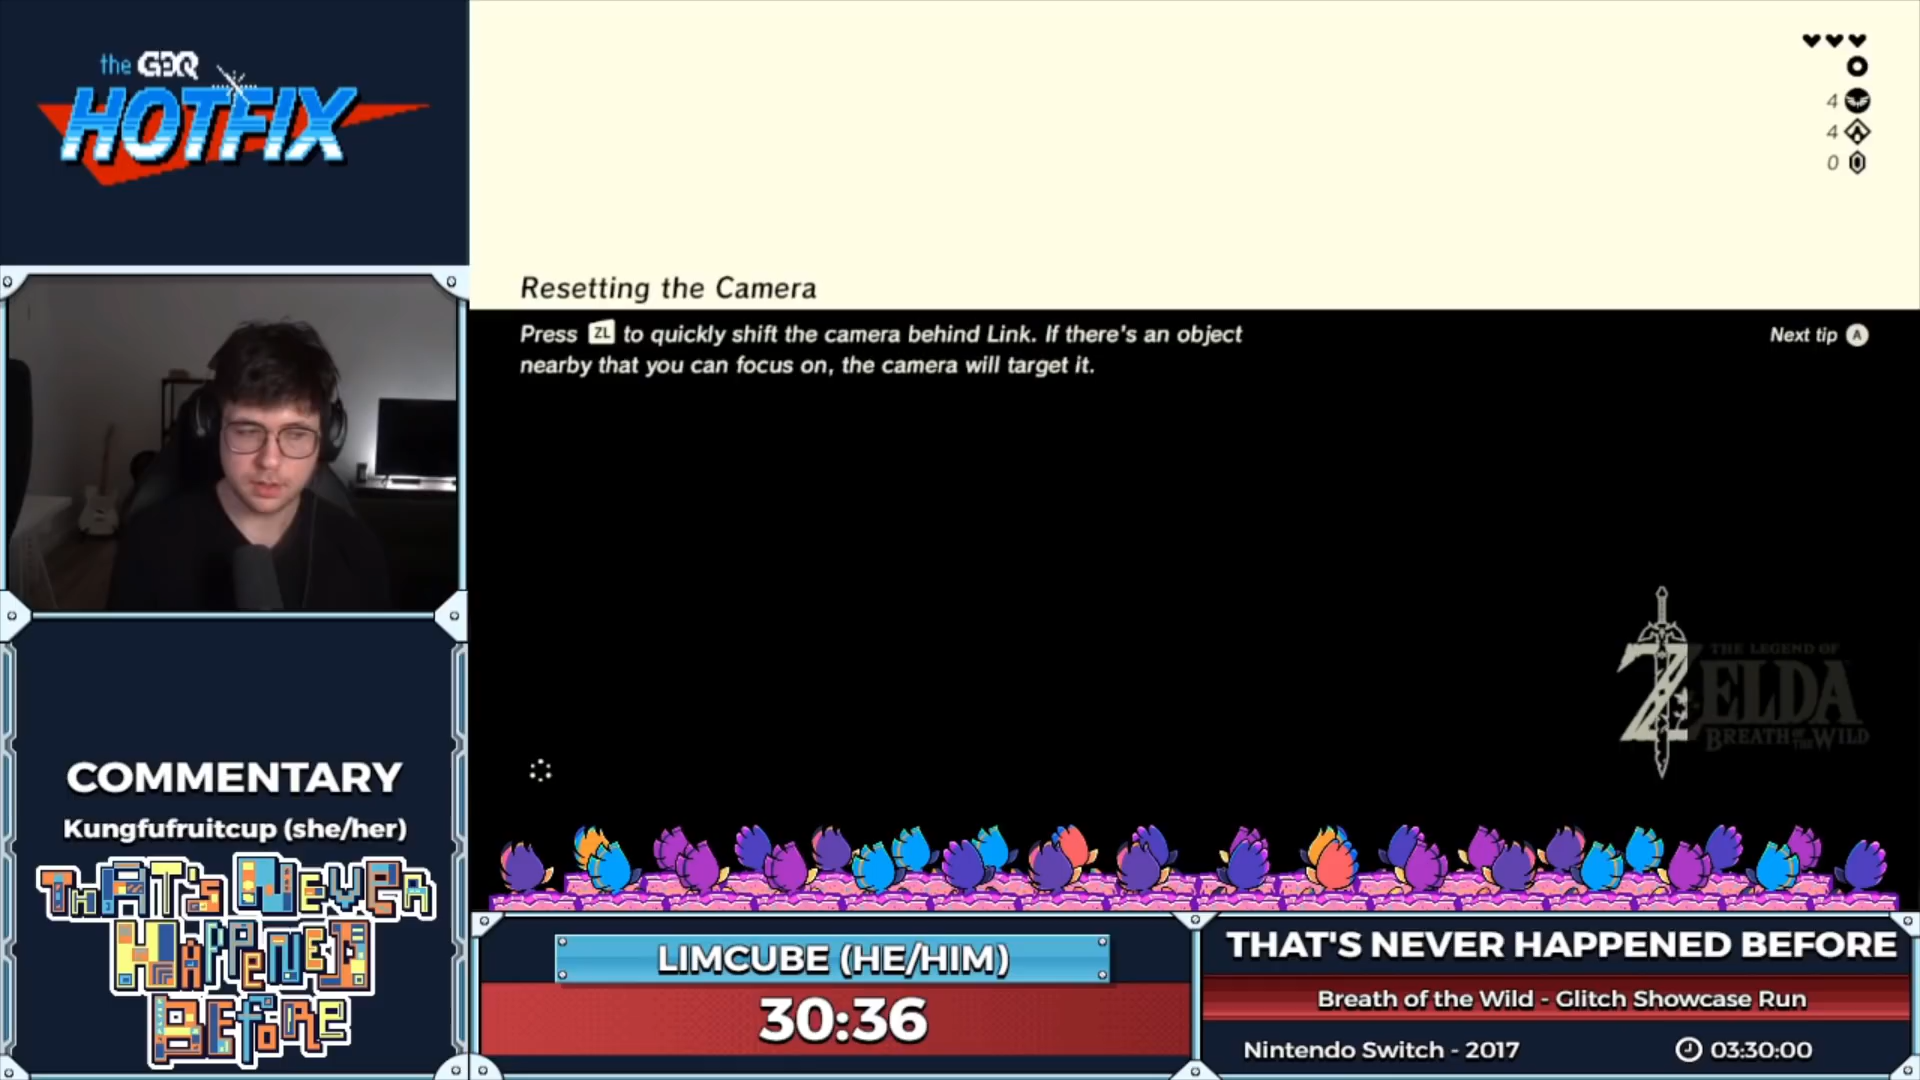 the GDQ
HOTFIX
4
4
0
Resetting the Camera
Press ZL to quickly shift the camera behind Link. If there's an object
nearby that you can focus on, the camera will target it.
Next tip A
THE LEGEND OF
ZELDA
BREATH OF THE WILD
COMMENTARY
Kungfufruitcup (she/her)
THAT'S NEVER
HAPPENED
BEFORE
LIMCUBE (HE/HIM)
30:36
THAT'S NEVER HAPPENED BEFORE
Breath of the Wild - Glitch Showcase Run
Nintendo Switch - 2017
03:30:00